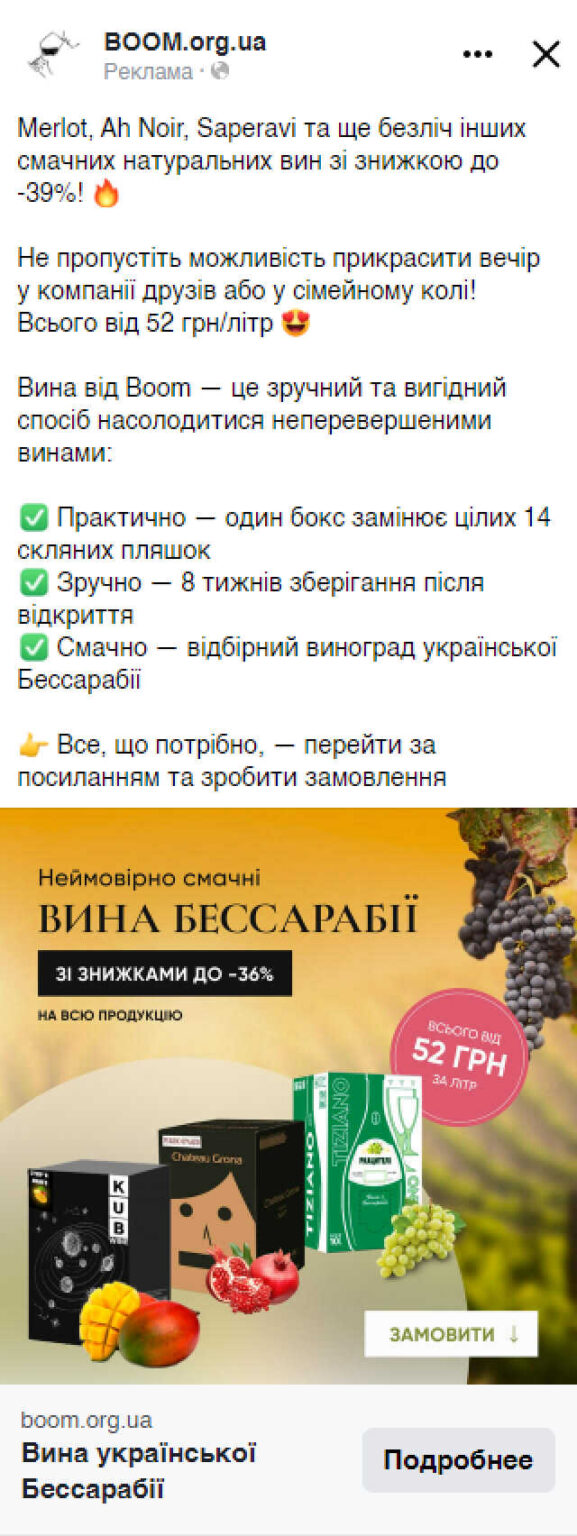 BOOM.org.ua
Реклама ·
Merlot, Ah Noir, Saperavi та ще безліч інших
смачних натуральних вин зі знижкою до
-39%! 🔥
Не пропустіть можливість прикрасити вечір
у компанії друзів або у сімейному колі!
Всього від 52 грн/літр 😍
Вина від Boom — це зручний та вигідний
спосіб насолодитися неперевершеними
винами:
✅ Практично — один бокс замінює цілих 14
скляних пляшок
✅ Зручно — 8 тижнів зберігання після
відкриття
✅ Смачно — відбірний виноград української
Бессарабії
👉 Все, що потрібно, — перейти за
посиланням та зробити замовлення
Неймовірно смачні
ВИНА БЕССАРАБІЇ
ЗІ ЗНИЖКАМИ ДО -36%
НА ВСЮ ПРОДУКЦІЮ
ВСЬОГО ВІД
52 ГРН
ЗА ЛІТР
KUB
Chateau Grona
TIZIANO
TIZIANO
РКАЦИТЕЛІ
ЗАМОВИТИ ↓
boom.org.ua
Вина української
Бессарабії
Подробнее